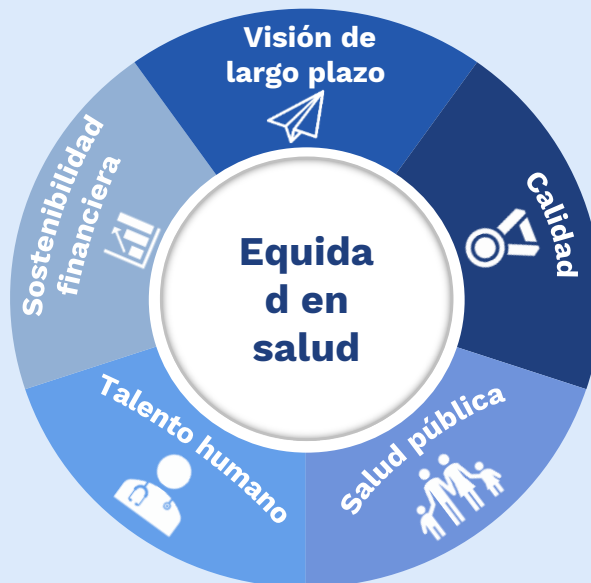 Visión de
largo plazo
Calidad
Salud pública
Talento humano
Sostenibilidad
financiera
Equida
d en
salud